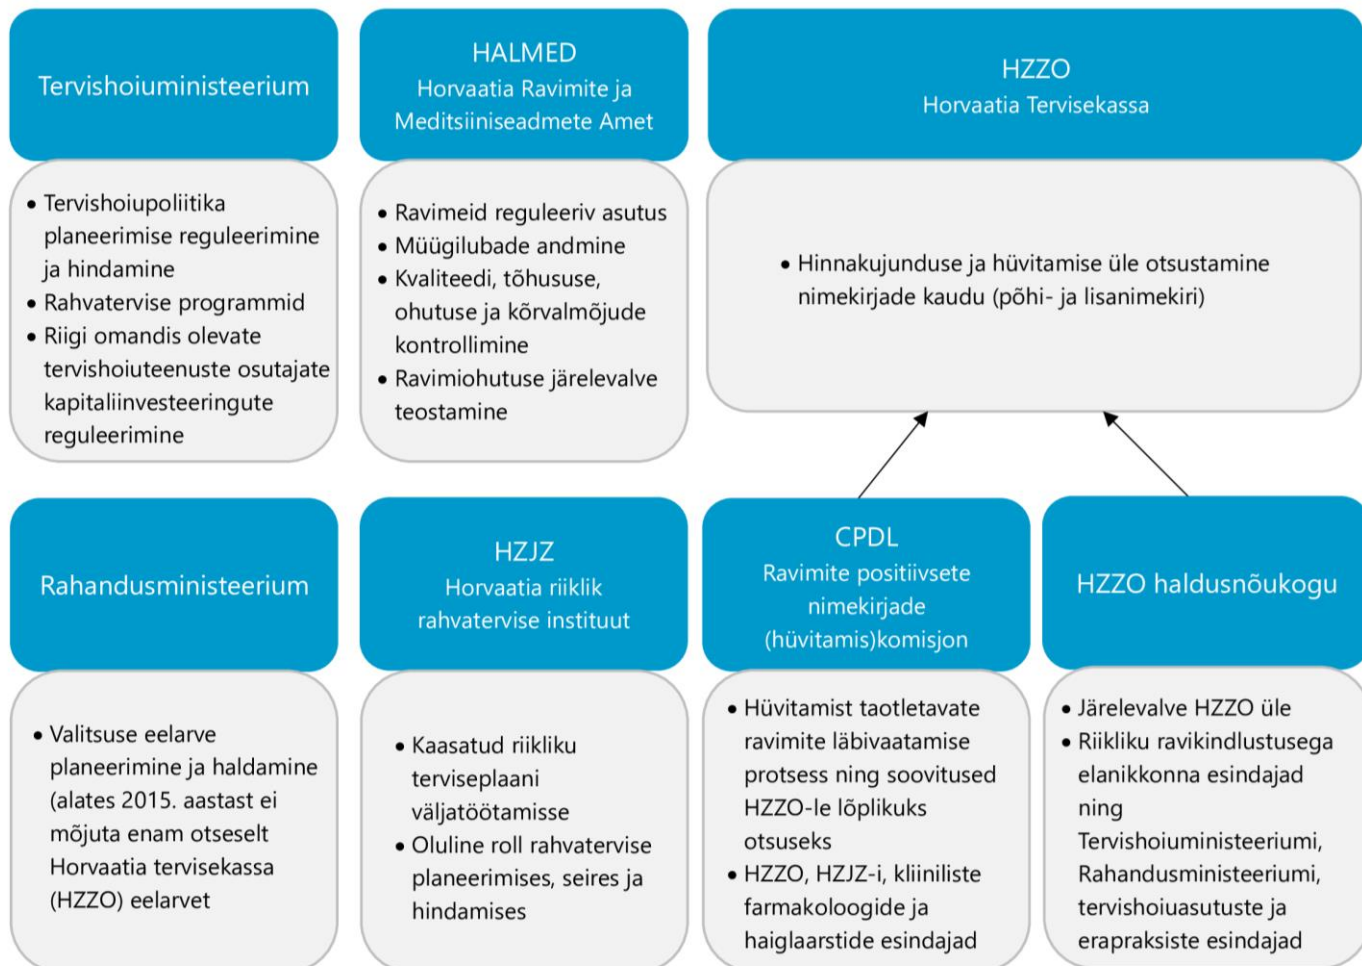 Tervishoiuministeerium
• Tervishoiupoliitika
planeerimise reguleerimine
ja hindamine
• Rahvatervise programmid
• Riigi omandis olevate
tervishoiuteenuste osutajate
kapitaliinvesteeringute
reguleerimine
HALMED
Horvaatia Ravimite ja
Meditsiiniseadmete Amet
• Ravimeid reguleeriv asutus
• Müügilubade andmine
• Kvaliteedi, tõhususe,
ohutuse ja kõrvalmõjude
kontrollimine
• Ravimiohutuse järelevalve
teostamine
HZZO
Horvaatia Tervisekassa
• Hinnakujunduse ja hüvitamise üle otsustamine
nimekirjade kaudu (põhi- ja lisanimekiri)
Rahandusministeerium
• Valitsuse eelarve
planeerimine ja haldamine
(alates 2015. aastast ei
mõjuta enam otseselt
Horvaatia tervisekassa
(HZZO) eelarvet
HZJZ
Horvaatia riiklik
rahvatervise instituut
• Kaasatud riikliku
terviseplaani
väljatöötamisse
• Oluline roll rahvatervise
planeerimises, seires ja
hindamises
CPDL
Ravimite positiivsete
nimekirjade
(hüvitamis)komisjon
• Hüvitamist taotletavate
ravimite läbivaatamise
protsess ning soovitused
HZZO-le lõplikuks
otsuseks
• HZZO, HZJZ-i, kliiniliste
farmakoloogide ja
haiglaarstide esindajad
HZZO haldusnõukogu
• Järelevalve HZZO üle
• Riikliku ravikindlustusega
elanikkonna esindajad
ning
Tervishoiuministeeriumi,
Rahandusministeeriumi,
tervishoiuasutuste ja
erapraksiste esindajad